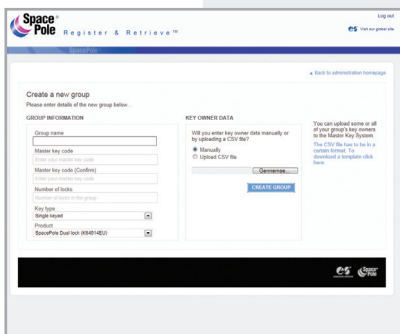 Log out
Space
Pole
Register & Retrieve™
Visit our global site
SpacePole
Back to administration homepage
Create a new group
Please enter details of the new group below...
GROUP INFORMATION
Group name
Master key code
Enter your master key code
Master key code (Confirm)
Enter your master key code
Number of locks
Number of locks in the group
Key type
Single keyed
Product
SpacePole Dual lock (K64914EU)
KEY OWNER DATA
Will you enter key owner data manually or
by uploading a CSV file?
Manually
Upload CSV file
Gennemse...
CREATE GROUP
You can upload some or all
of your group's key owners
to the Master Key System.
The CSV file has to be in a
certain format. To
download a template click
here.
Space
Pole